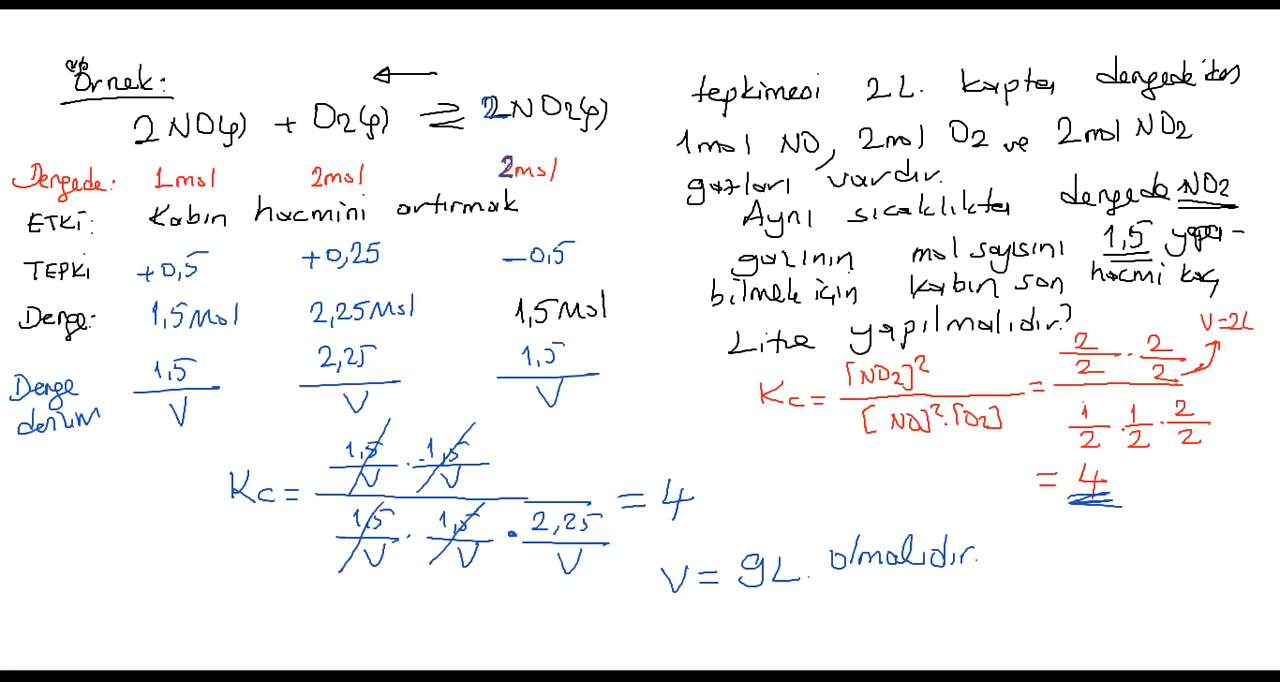 Örnek:
2NO(g) + O2(g) ⇌ 2NO2(g)
Dengede: 1mol 2mol 2mol
ETKİ: Kabın hacmini artırmak
TEPKİ +0,5 +0,25 -0,5
Denge: 1,5Mol 2,25Mol 1,5Mol
Denge 1,5/V 2,25/V 1,5/V
durum
Kc = (1,5/V · 1,5/V) / (1,5/V · 1,5/V · 2,25/V) = 4
V = 9L. olmalıdır.
tepkimesi 2L. kapta dengede iken
1mol NO, 2mol O2 ve 2mol NO2
gazları vardır.
Aynı sıcaklıkta dengede NO2
gazının mol sayısını 1,5 yapa-
bilmek için kabın son hacmi kaç
Litre yapılmalıdır?
V=2L
Kc = [NO2]² / [NO]².[O2] = (2/2 · 2/2) / (1/2 · 1/2 · 2/2)
= 4